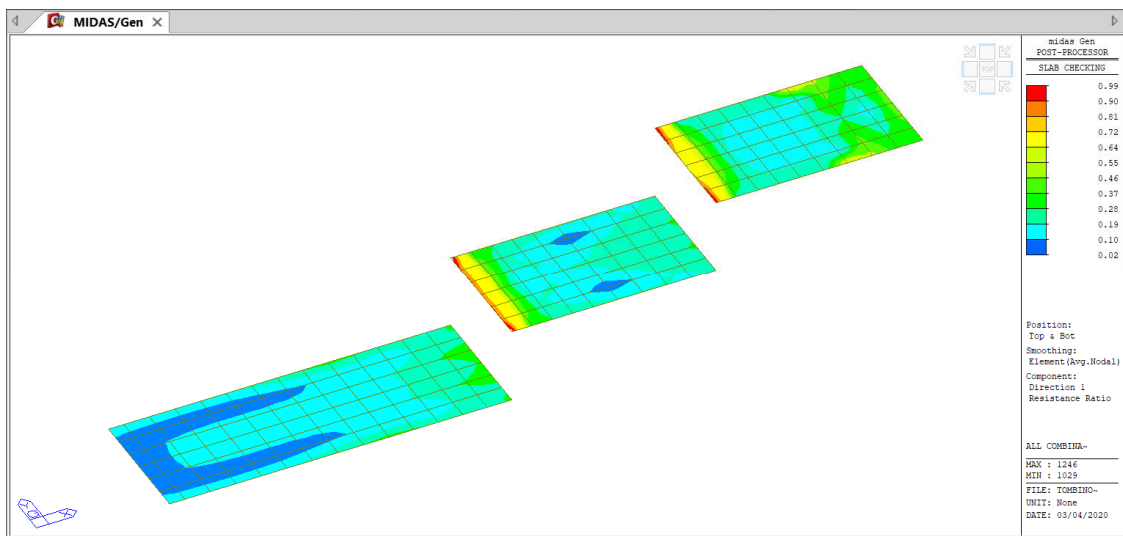 MIDAS/Gen
TOP
midas Gen
POST-PROCESSOR
SLAB CHECKING
0.99
0.90
0.81
0.72
0.64
0.55
0.46
0.37
0.28
0.19
0.10
0.02
Position:
Top & Bot
Smoothing:
Element(Avg.Nodal)
Component:
Direction 1
Resistance Ratio
ALL COMBINA~
MAX : 1246
MIN : 1029
FILE: TOMBINO~
UNIT: None
DATE: 03/04/2020